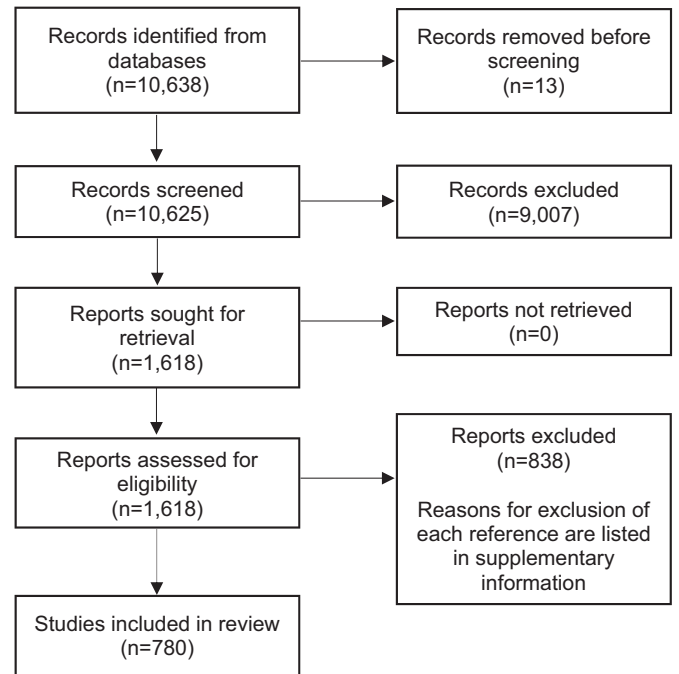 Records identified from
databases
(n=10,638)
Records removed before
screening
(n=13)
Records screened
(n=10,625)
Records excluded
(n=9,007)
Reports sought for
retrieval
(n=1,618)
Reports not retrieved
(n=0)
Reports assessed for
eligibility
(n=1,618)
Reports excluded
(n=838)
Reasons for exclusion of
each reference are listed
in supplementary
information
Studies included in review
(n=780)